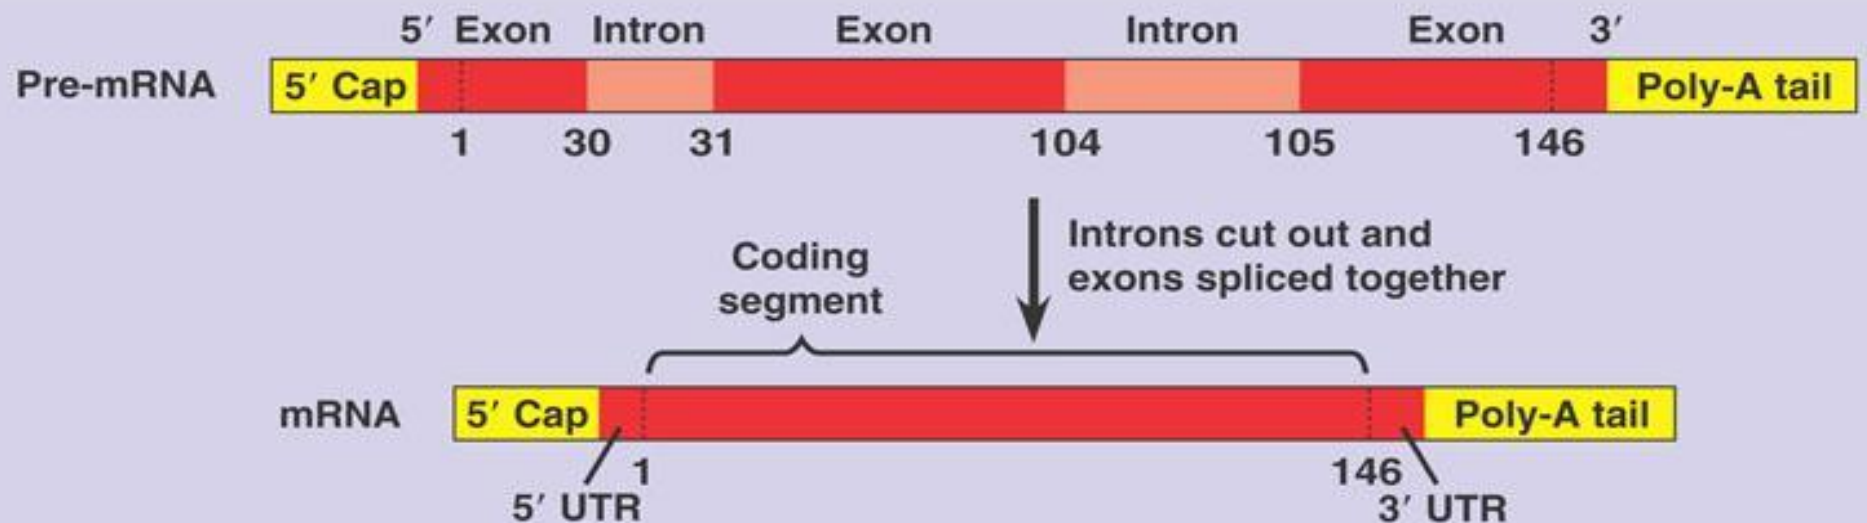 5′ Exon Intron Exon Intron Exon 3′
Pre-mRNA 5′ Cap Poly-A tail
1 30 31 104 105 146
Introns cut out and
exons spliced together
Coding
segment
mRNA 5′ Cap Poly-A tail
1 146
5′ UTR 3′ UTR